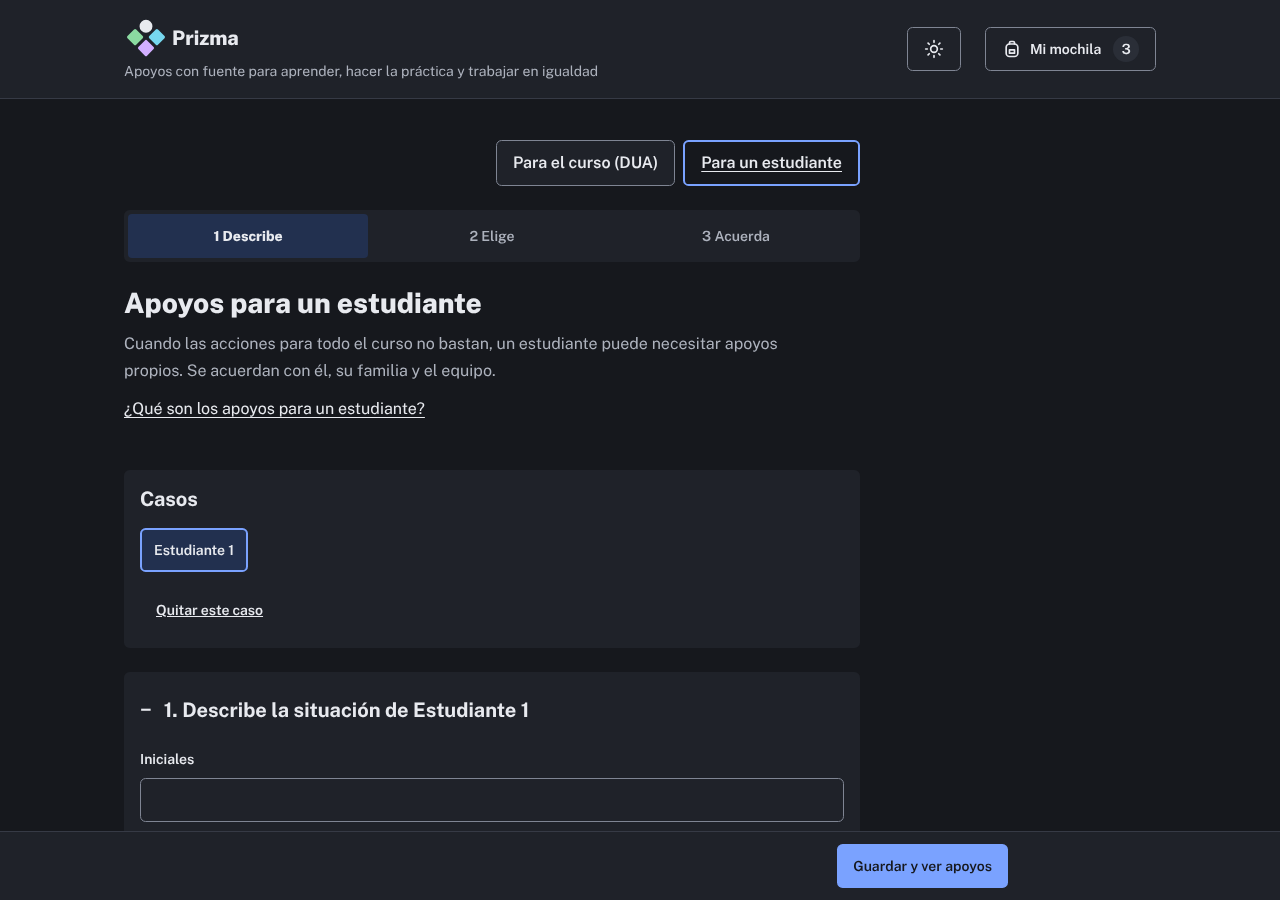 Prizma
Apoyos con fuente para aprender, hacer la práctica y trabajar en igualdad
Mi mochila 3
Para el curso (DUA)
Para un estudiante
1 Describe
2 Elige
3 Acuerda
Apoyos para un estudiante
Cuando las acciones para todo el curso no bastan, un estudiante puede necesitar apoyos
propios. Se acuerdan con él, su familia y el equipo.
¿Qué son los apoyos para un estudiante?
Casos
Estudiante 1
Quitar este caso
− 1. Describe la situación de Estudiante 1
Iniciales
Guardar y ver apoyos